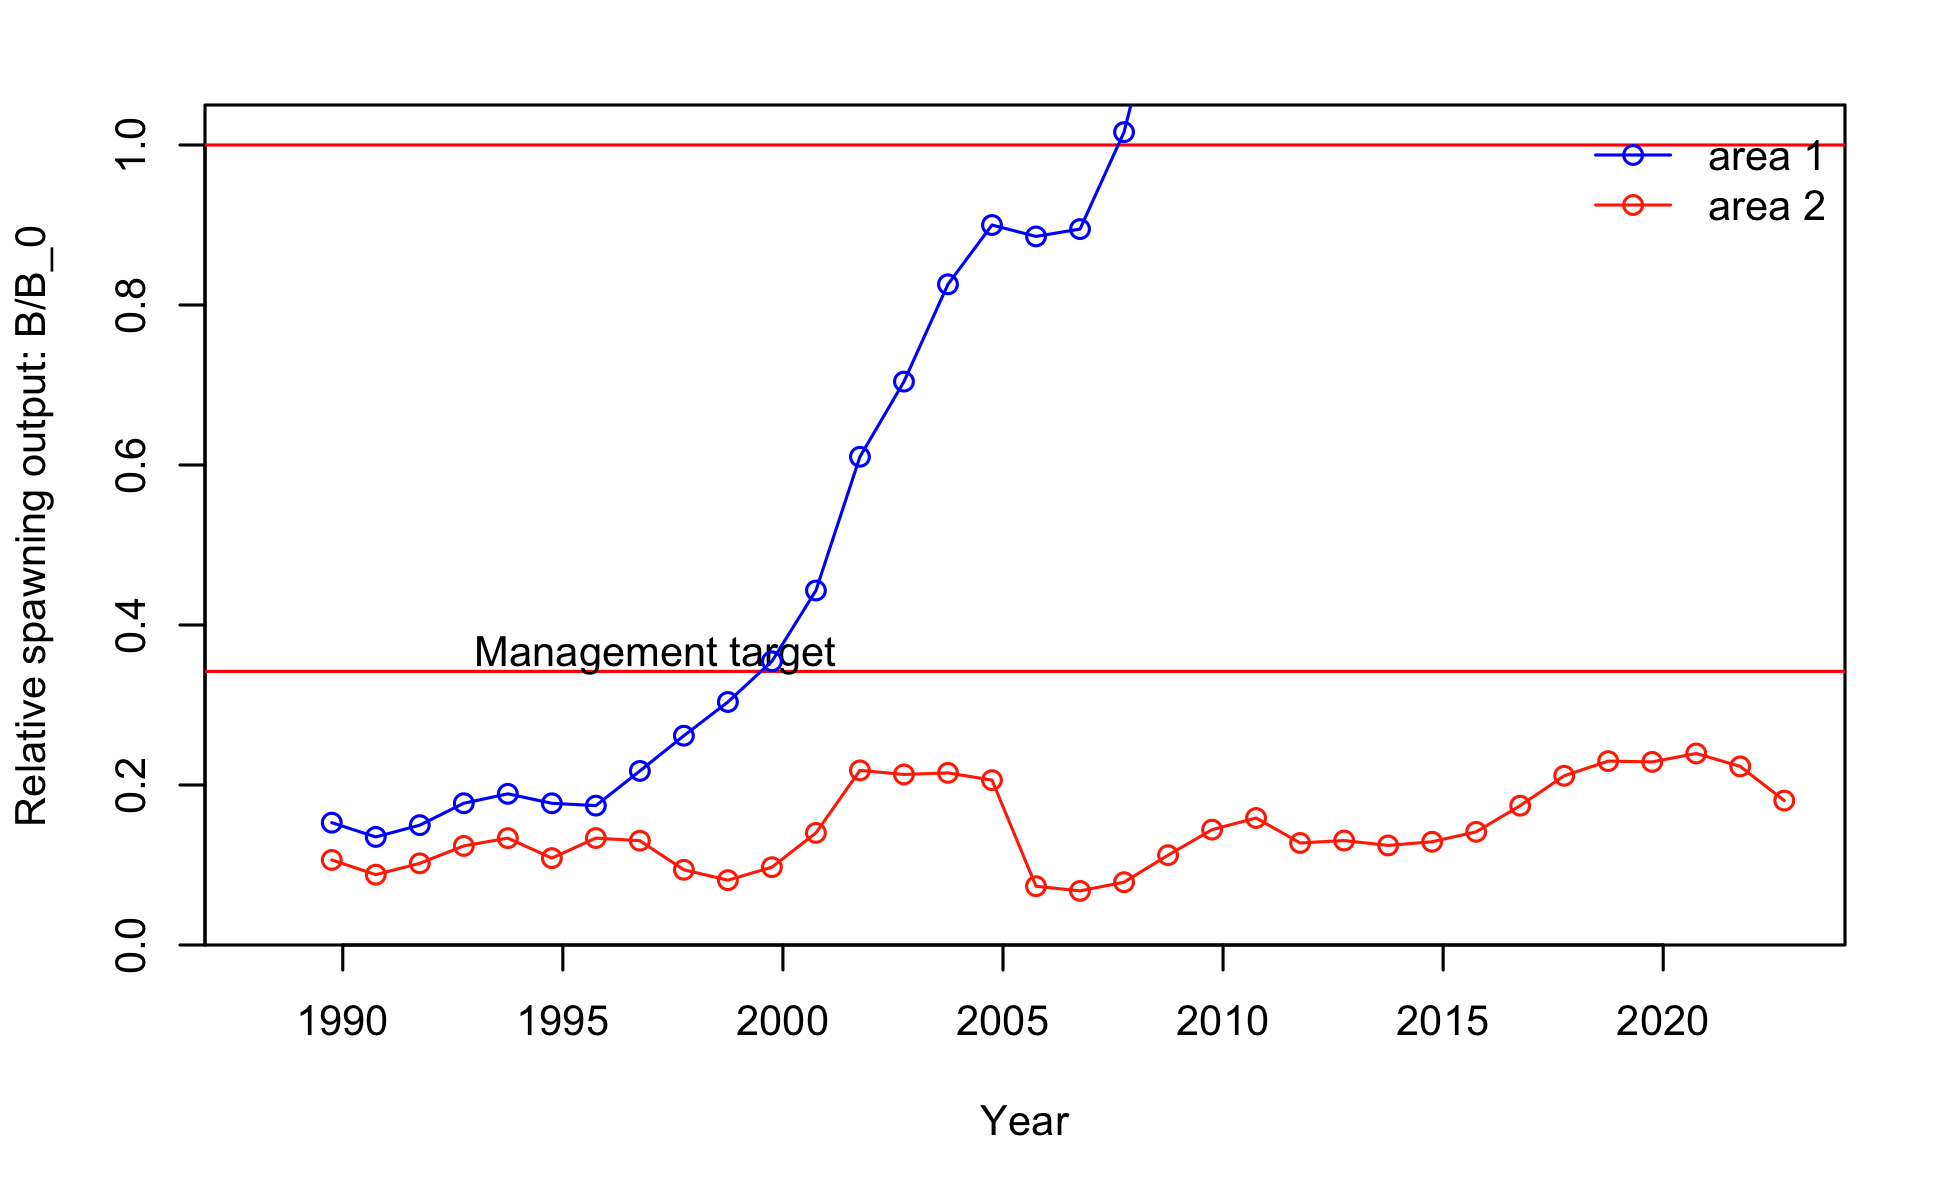 Relative spawning output: B/B_0
1.0
0.8
0.6
0.4
0.2
0.0
area 1
area 2
Management target
1990 1995 2000 2005 2010 2015 2020
Year